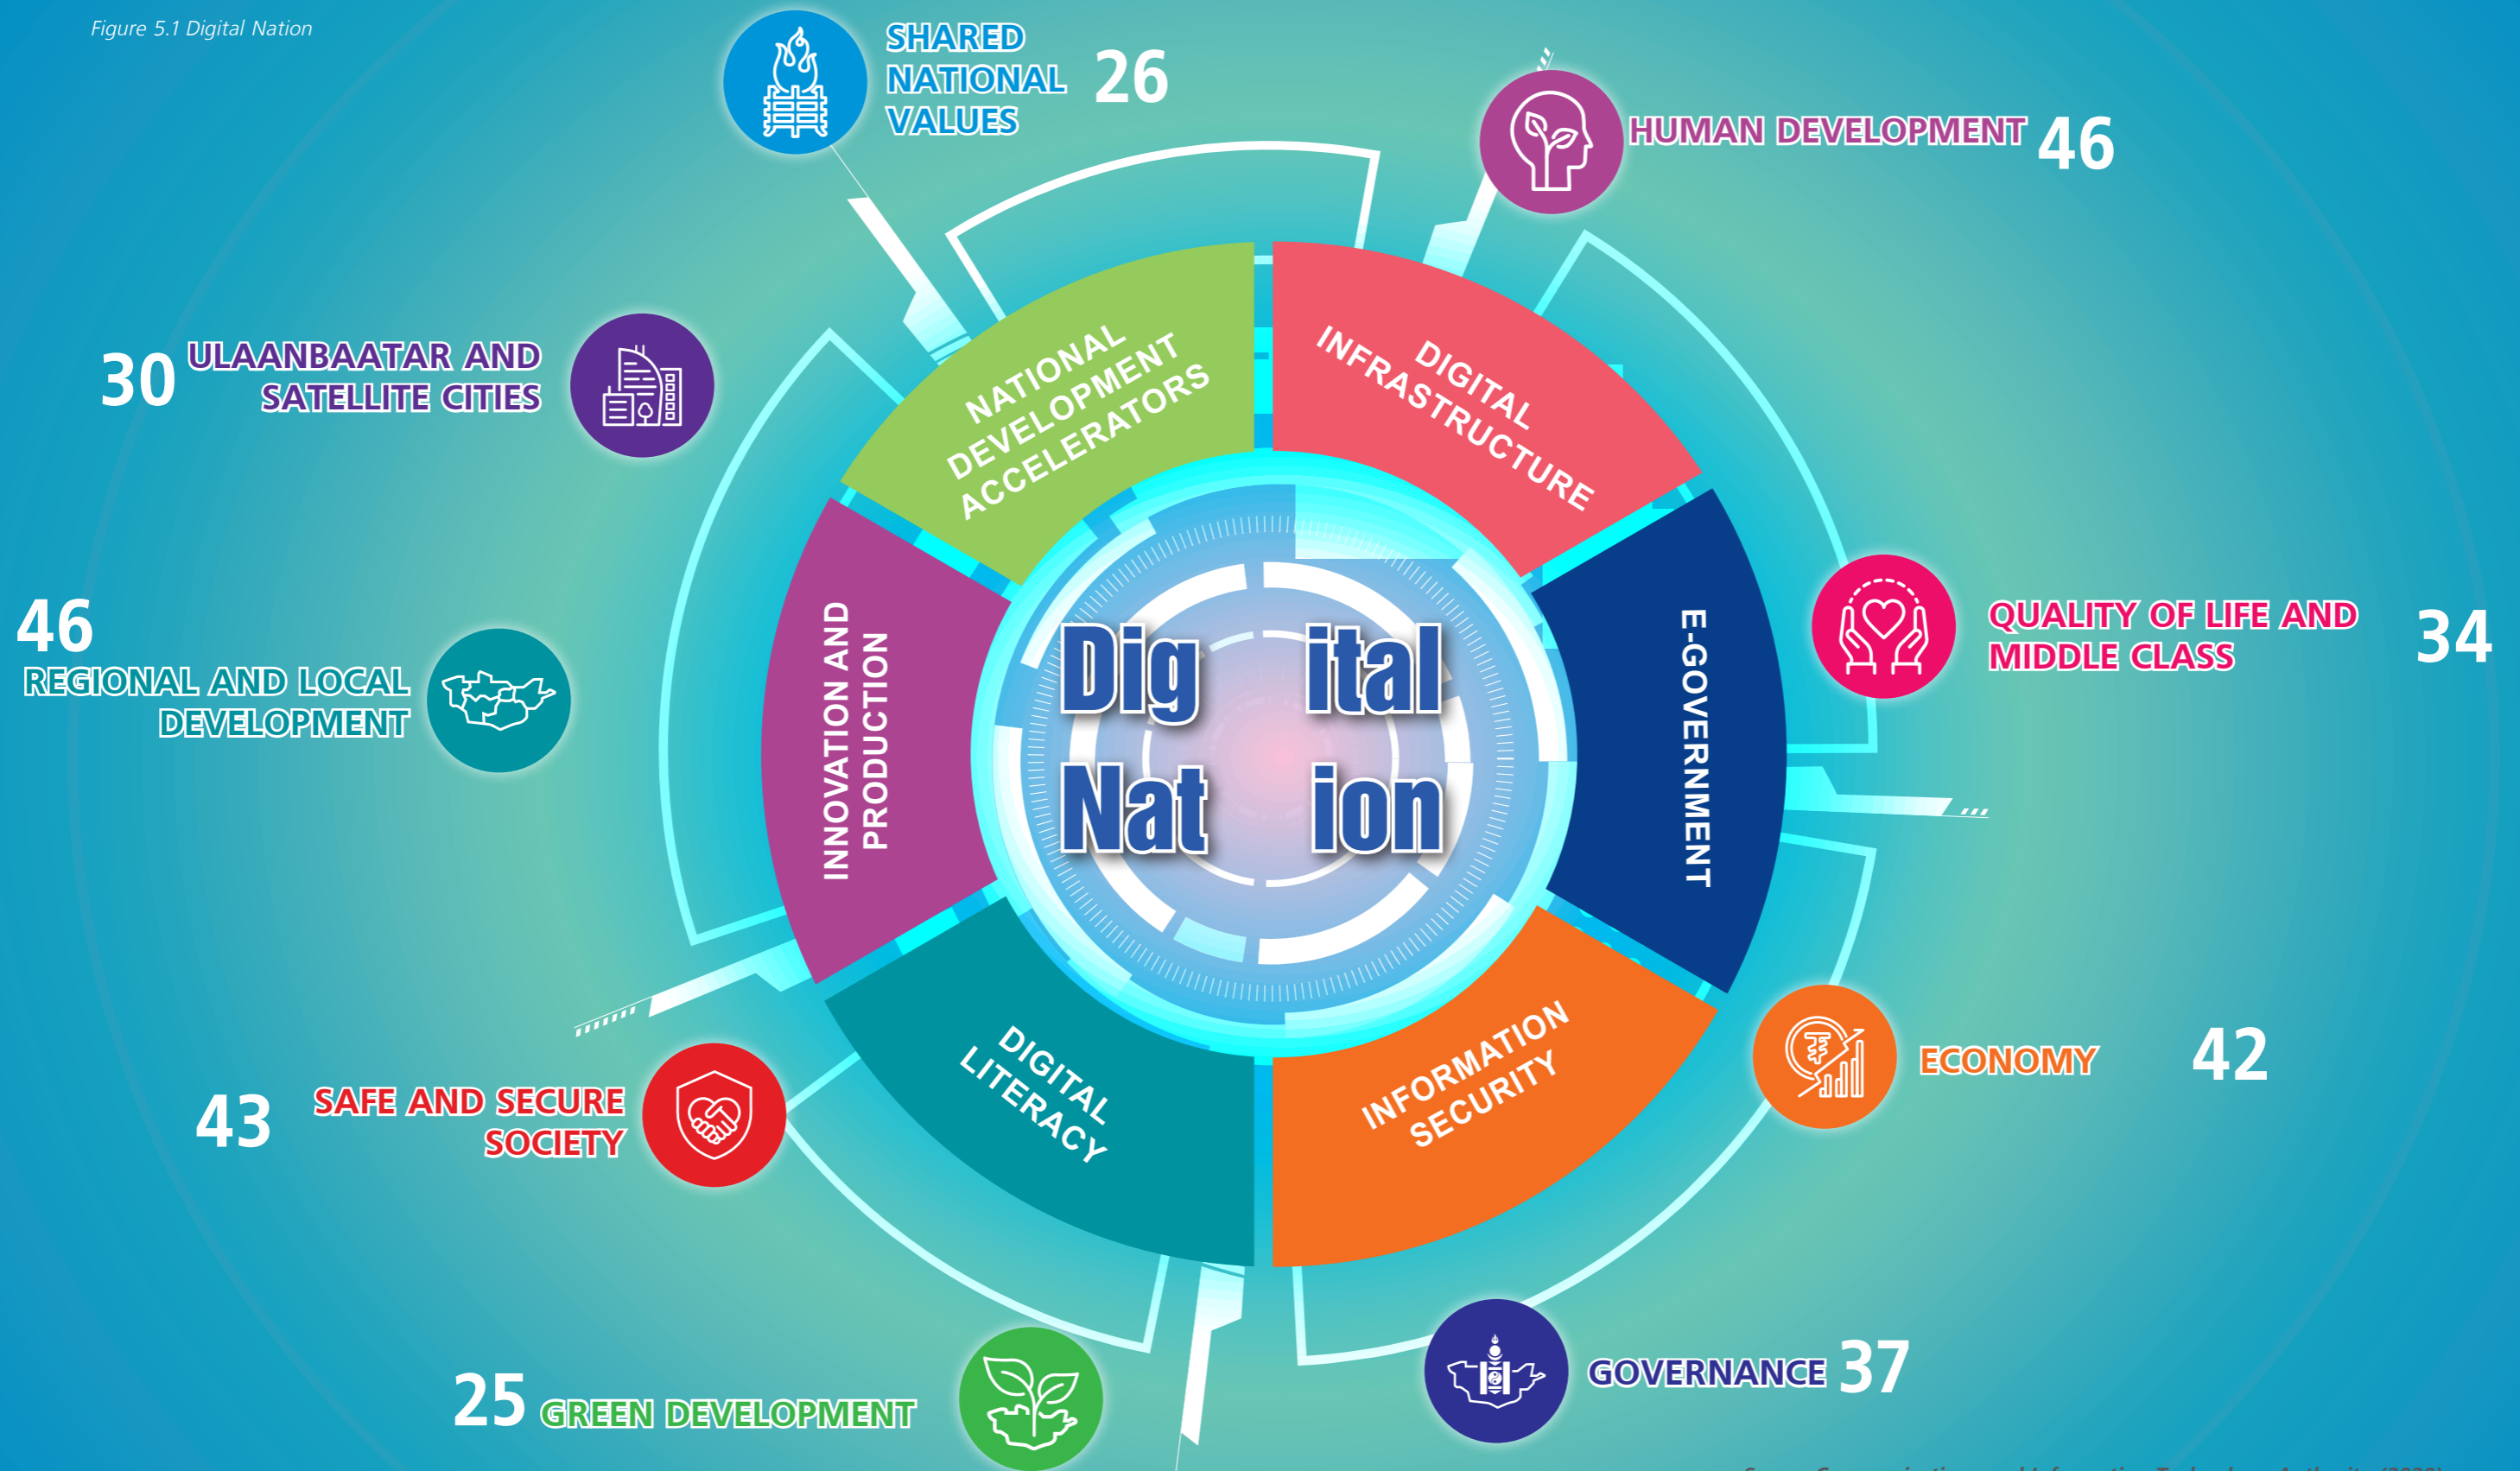 Figure 5.1 Digital Nation
SHARED
NATIONAL
VALUES
26
HUMAN DEVELOPMENT
46
30
ULAANBAATAR AND
SATELLITE CITIES
NATIONAL
DEVELOPMENT
ACCELERATORS
DIGITAL
INFRASTRUCTURE
46
REGIONAL AND LOCAL
DEVELOPMENT
INNOVATION AND
PRODUCTION
Dig ital
Nat ion
E-GOVERNMENT
QUALITY OF LIFE AND
MIDDLE CLASS
34
43
SAFE AND SECURE
SOCIETY
DIGITAL
LITERACY
INFORMATION
SECURITY
ECONOMY
42
25
GREEN DEVELOPMENT
GOVERNANCE
37